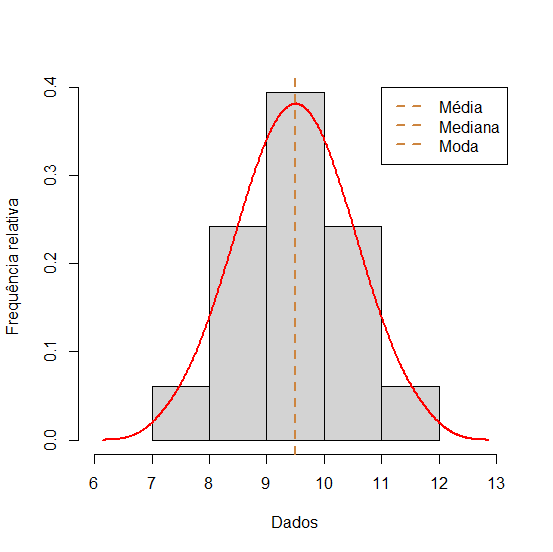 Média
Mediana
Moda
Frequência relativa
0.4
0.3
0.2
0.1
0.0
6 7 8 9 10 11 12 13
Dados